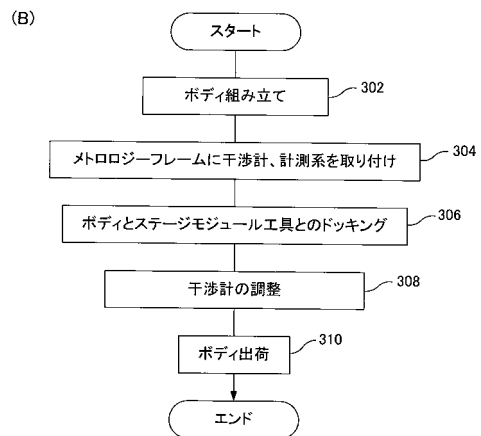 (B)
スタート
ボディ組み立て
302
メトロロジーフレームに干渉計、計測系を取り付け
304
ボディとステージモジュール工具とのドッキング
306
干渉計の調整
308
ボディ出荷
310
エンド